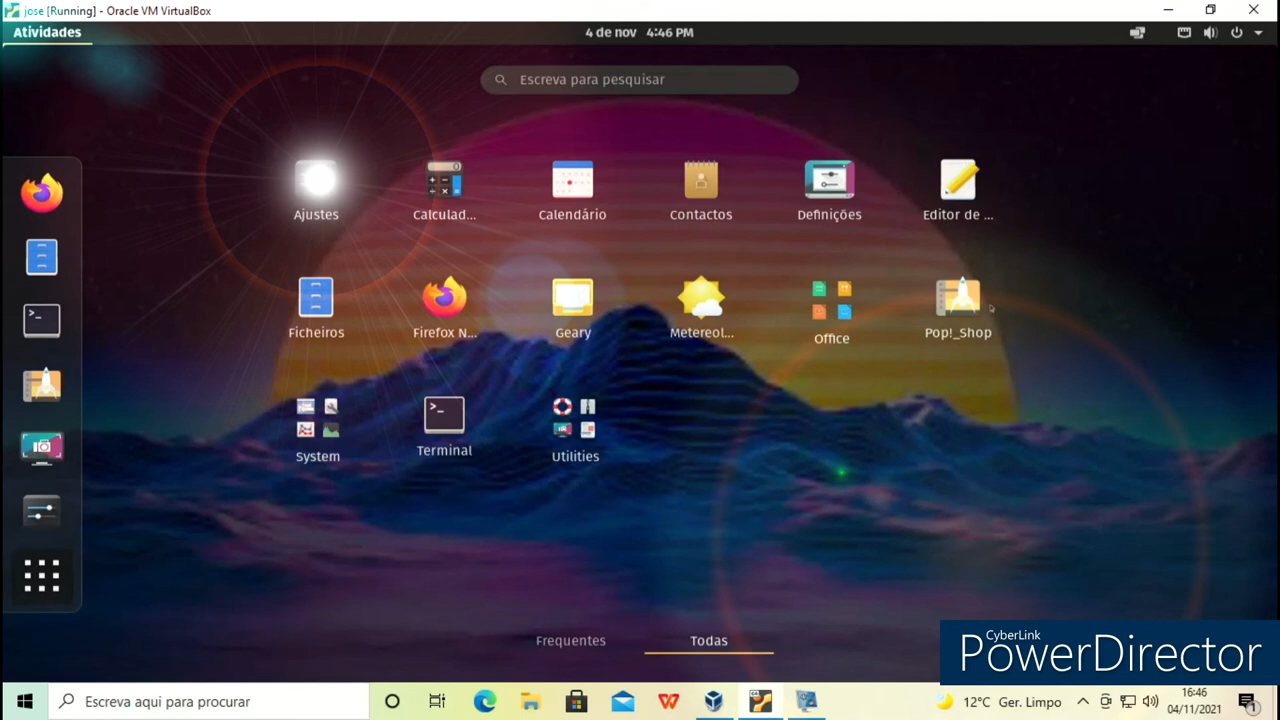 jose [Running] - Oracle VM VirtualBox
Atividades
4 de nov 4:46 PM
Escreva para pesquisar
Ajustes
Calculad...
Calendário
Contactos
Definições
Editor de ...
Ficheiros
Firefox N...
Geary
Metereol...
Office
Pop!_Shop
System
Terminal
Utilities
Frequentes
Todas
CyberLink
PowerDirector
Escreva aqui para procurar
12°C Ger. Limpo
16:46
04/11/2021
1